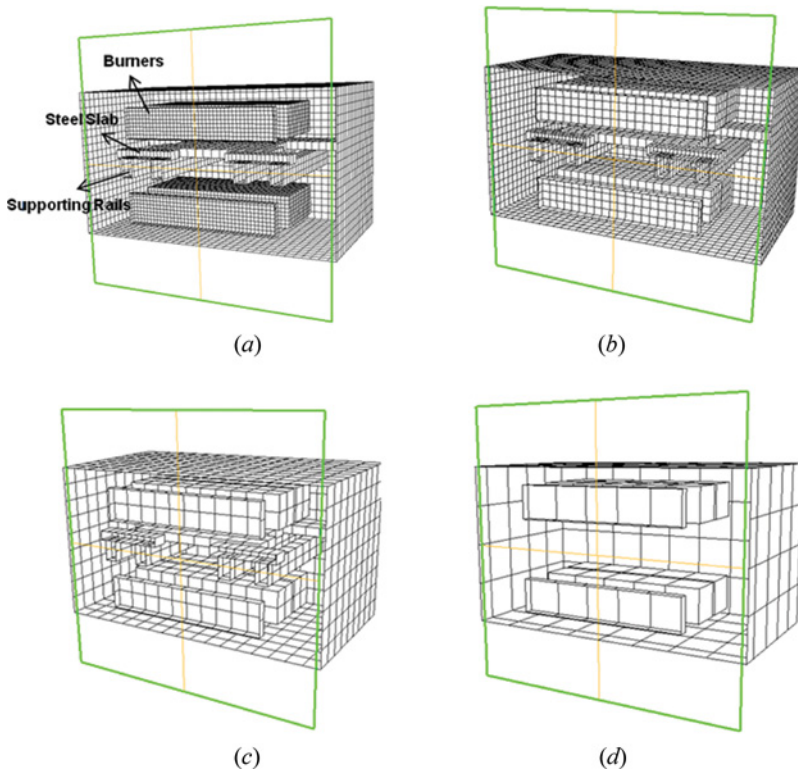 Burners
Steel Slab
Supporting Rails
(a)
(b)
(c)
(d)